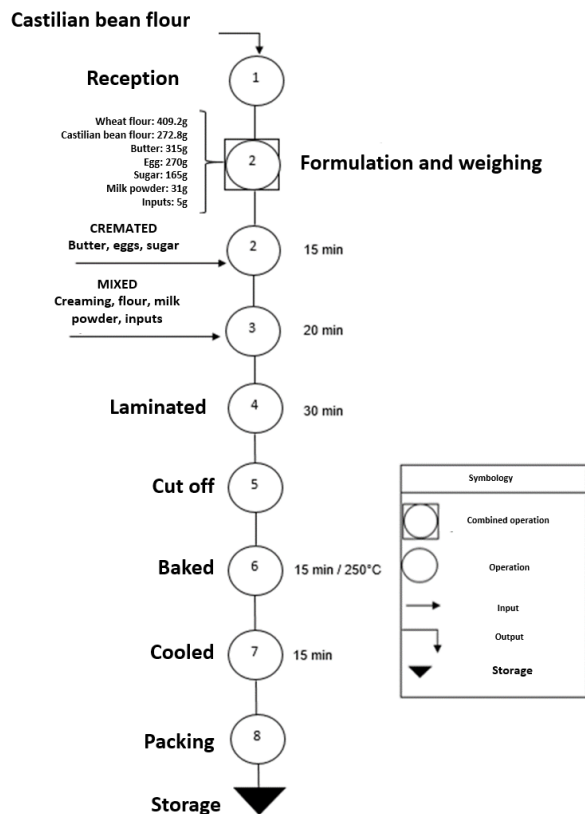 Castilian bean flour
Reception
1
Wheat flour: 409.2g
Castilian bean flour: 272.8g
Butter: 315g
Egg: 270g
Sugar: 165g
Milk powder: 31g
Inputs: 5g
2
Formulation and weighing
CREMATED
Butter, eggs, sugar
2
15 min
MIXED
Creaming, flour, milk
powder, inputs
3
20 min
Laminated
4
30 min
Cut off
5
Baked
6
15 min / 250°C
Cooled
7
15 min
Packing
8
Storage
Symbology
Combined operation
Operation
Input
Output
Storage